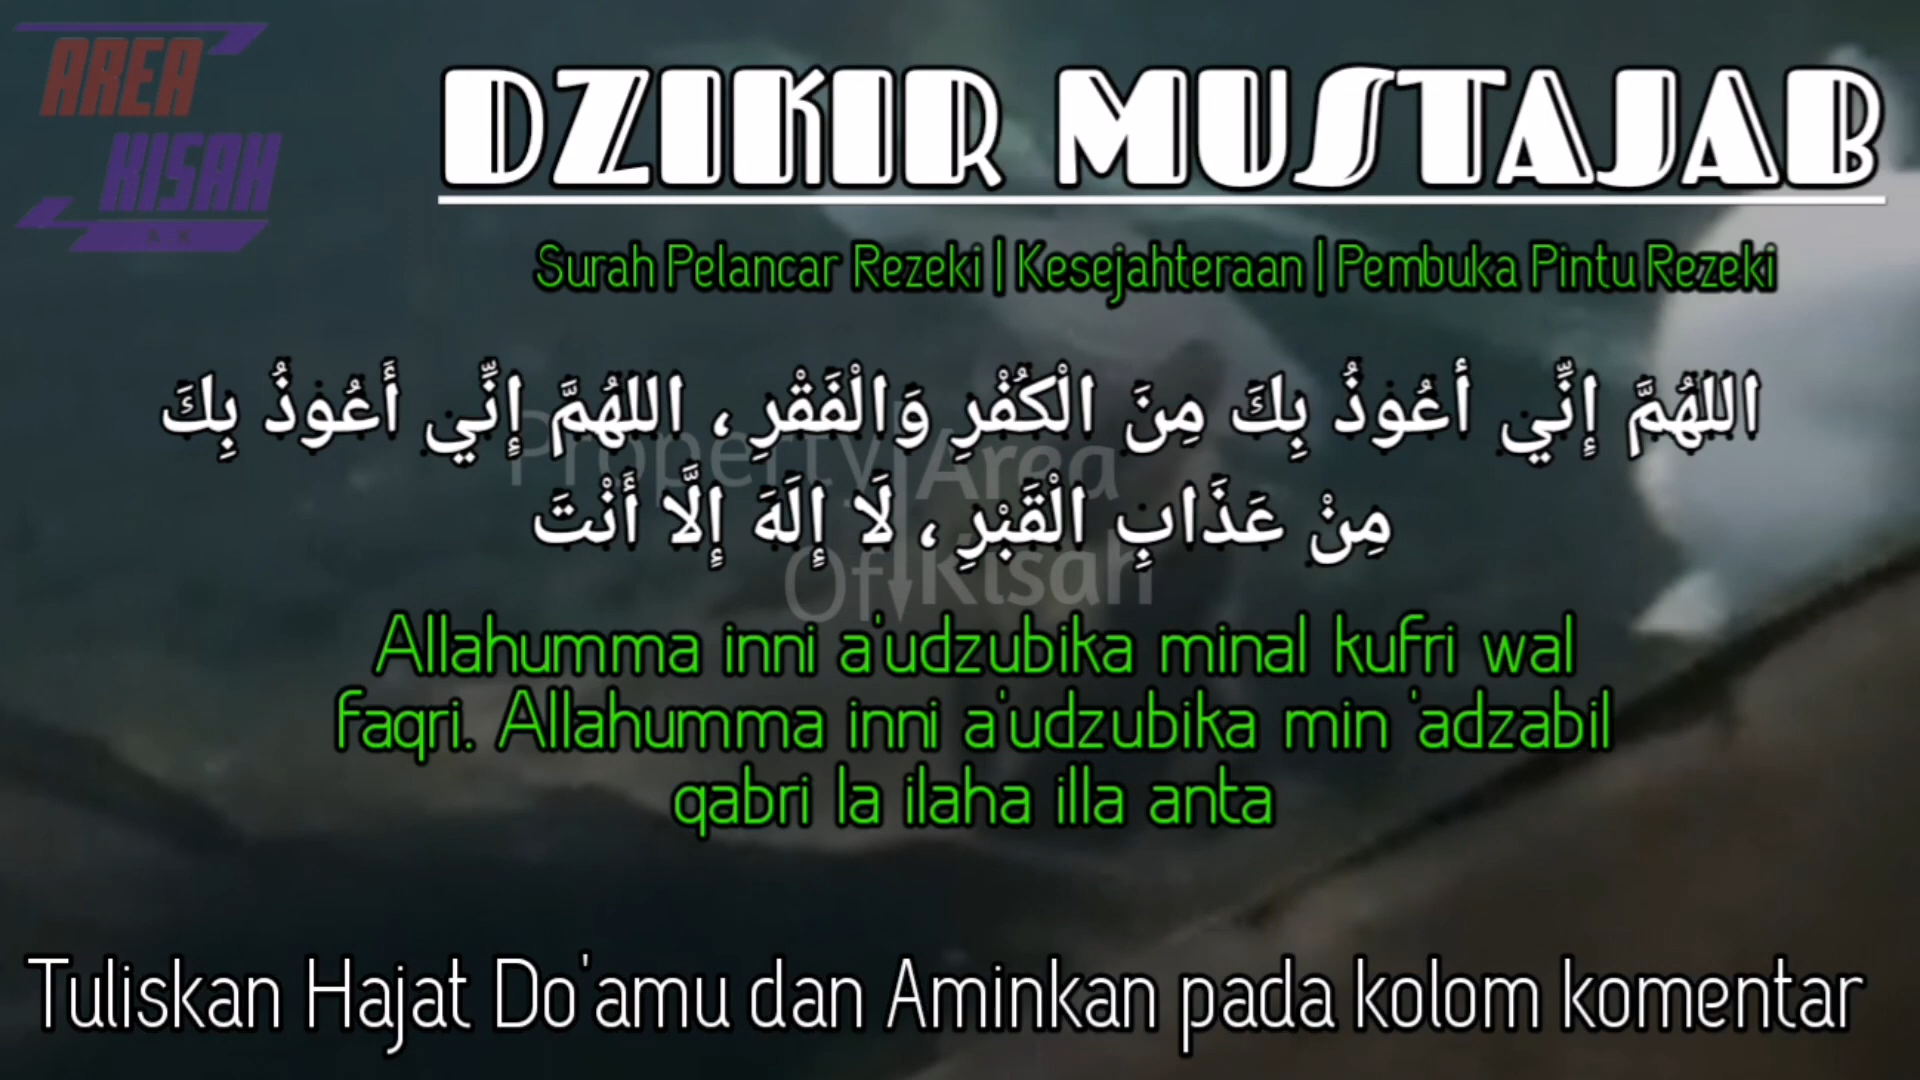 AREA
KISAH
AK
DZIKIR MUSTAJAB
Surah Pelancar Rezeki | Kesejahteraan | Pembuka Pintu Rezeki
اللهُمَّ إِنِّي أَعُوذُ بِكَ مِنَ الْكُفْرِ وَالْفَقْرِ ، اللهُمَّ إِنِّي أَعُوذُ بِكَ
مِنْ عَذَابِ الْقَبْرِ ، لَا إِلَهَ إِلَّا أَنْتَ
Property Area
Of Kisah
Allahumma inni a'udzubika minal kufri wal
faqri. Allahumma inni a'udzubika min 'adzabil
qabri la ilaha illa anta
Tuliskan Hajat Do'amu dan Aminkan pada kolom komentar